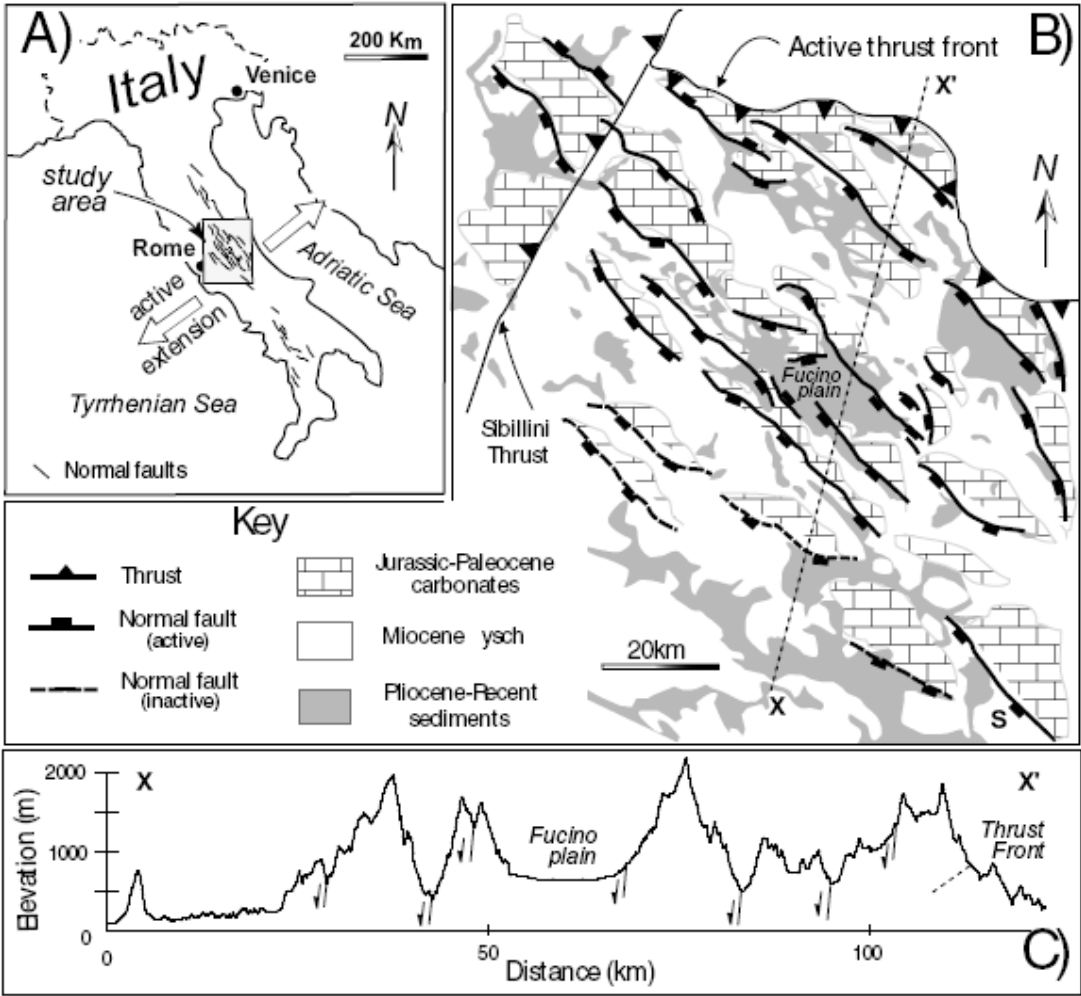 A)
200 Km
Italy
Venice
N
study
area
Rome
active
extension
Adriatic Sea
Tyrrhenian Sea
Normal faults
B)
Active thrust front
X'
N
Fucino
plain
Sibillini
Thrust
20km
X
S
Key
Thrust
Normal fault
(active)
Normal fault
(inactive)
Jurassic-Paleocene
carbonates
Miocene ysch
Pliocene-Recent
sediments
2000
1000
0
Elevation (m)
X
X'
Fucino
plain
Thrust
Front
0
50
100
Distance (km)
C)